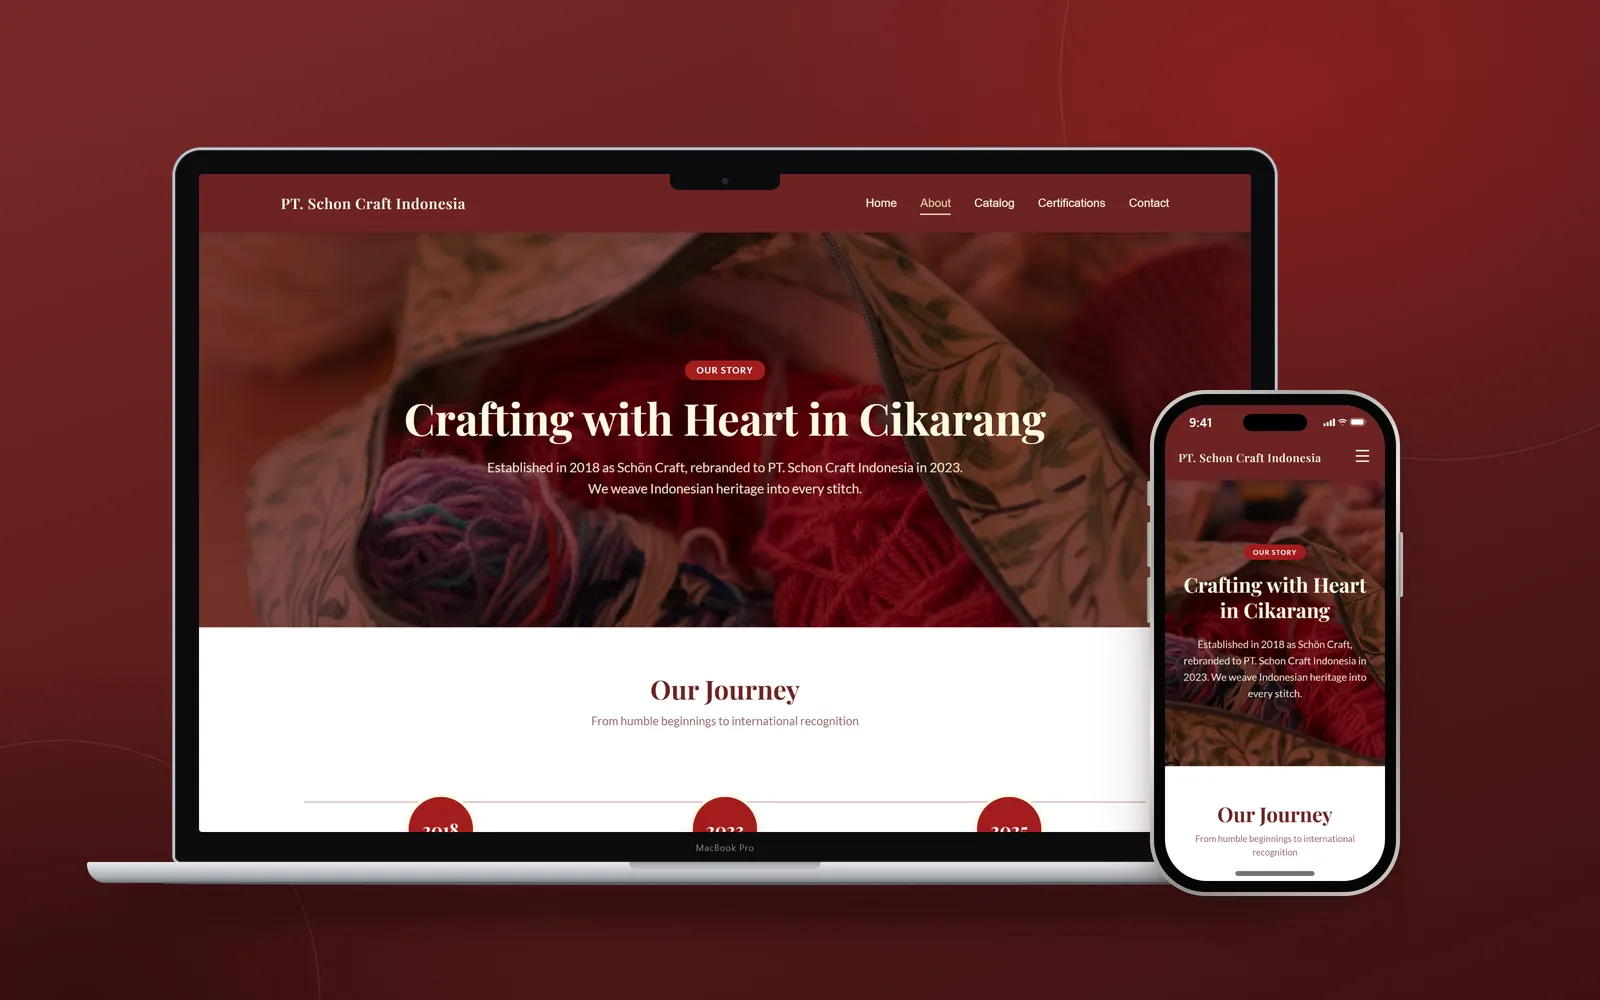 PT. Schon Craft Indonesia
Home About Catalog Certifications Contact
OUR STORY
Crafting with Heart in Cikarang
Established in 2018 as Schön Craft, rebranded to PT. Schon Craft Indonesia in 2023.
We weave Indonesian heritage into every stitch.
Our Journey
From humble beginnings to international recognition
2018 2023 2025
MacBook Pro
9:41
PT. Schon Craft Indonesia
OUR STORY
Crafting with Heart
in Cikarang
Established in 2018 as Schön Craft,
rebranded to PT. Schon Craft Indonesia in
2023. We weave Indonesian heritage into
every stitch.
Our Journey
From humble beginnings to international
recognition